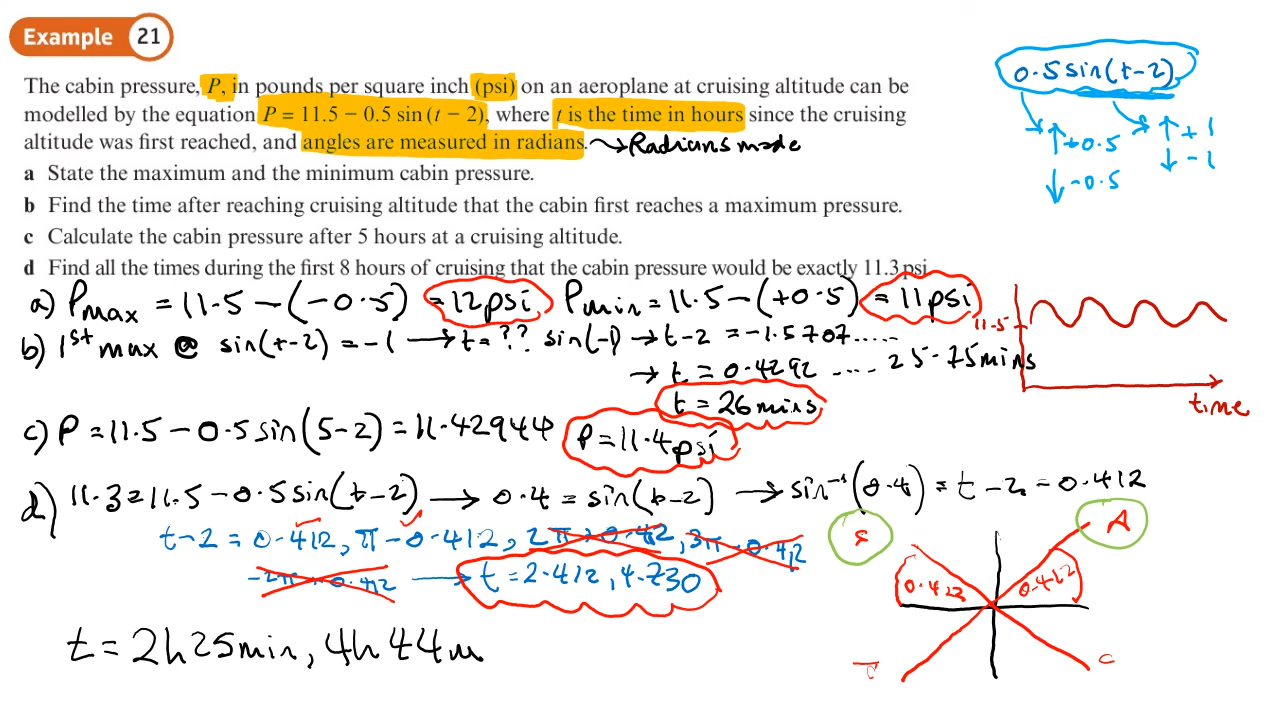 Example 21
The cabin pressure, P, in pounds per square inch (psi) on an aeroplane at cruising altitude can be
modelled by the equation P = 11.5 − 0.5 sin (t − 2), where t is the time in hours since the cruising
altitude was first reached, and angles are measured in radians. → Radians mode
a State the maximum and the minimum cabin pressure.
b Find the time after reaching cruising altitude that the cabin first reaches a maximum pressure.
c Calculate the cabin pressure after 5 hours at a cruising altitude.
d Find all the times during the first 8 hours of cruising that the cabin pressure would be exactly 11.3 psi
0.5 sin(t-2)
↑+0.5
↓-0.5
↑+1
↓-1
a) Pmax = 11.5 - (-0.5) = 12psi Pmin = 11.5 - (+0.5) = 11psi
b) 1st max @ sin(t-2) = -1 → t = ?? sin(-1) → t-2 = -1.5707.....
→ t = 0.4292 .... 25.75mins
t = 26mins
11.5
time
c) P = 11.5 - 0.5 sin(5-2) = 11.42944 P = 11.4psi
d) 11.3 = 11.5 - 0.5 sin(t-2) → 0.4 = sin(t-2) → sin⁻¹(0.4) = t-2 = 0.412
t-2 = 0.412, π - 0.412, 2π + 0.412, 3π - 0.412
-2π + 0.412 → t = 2.412, 4.730
t = 2h 25min, 4h 44m
S
A
0.412
0.412
T
C